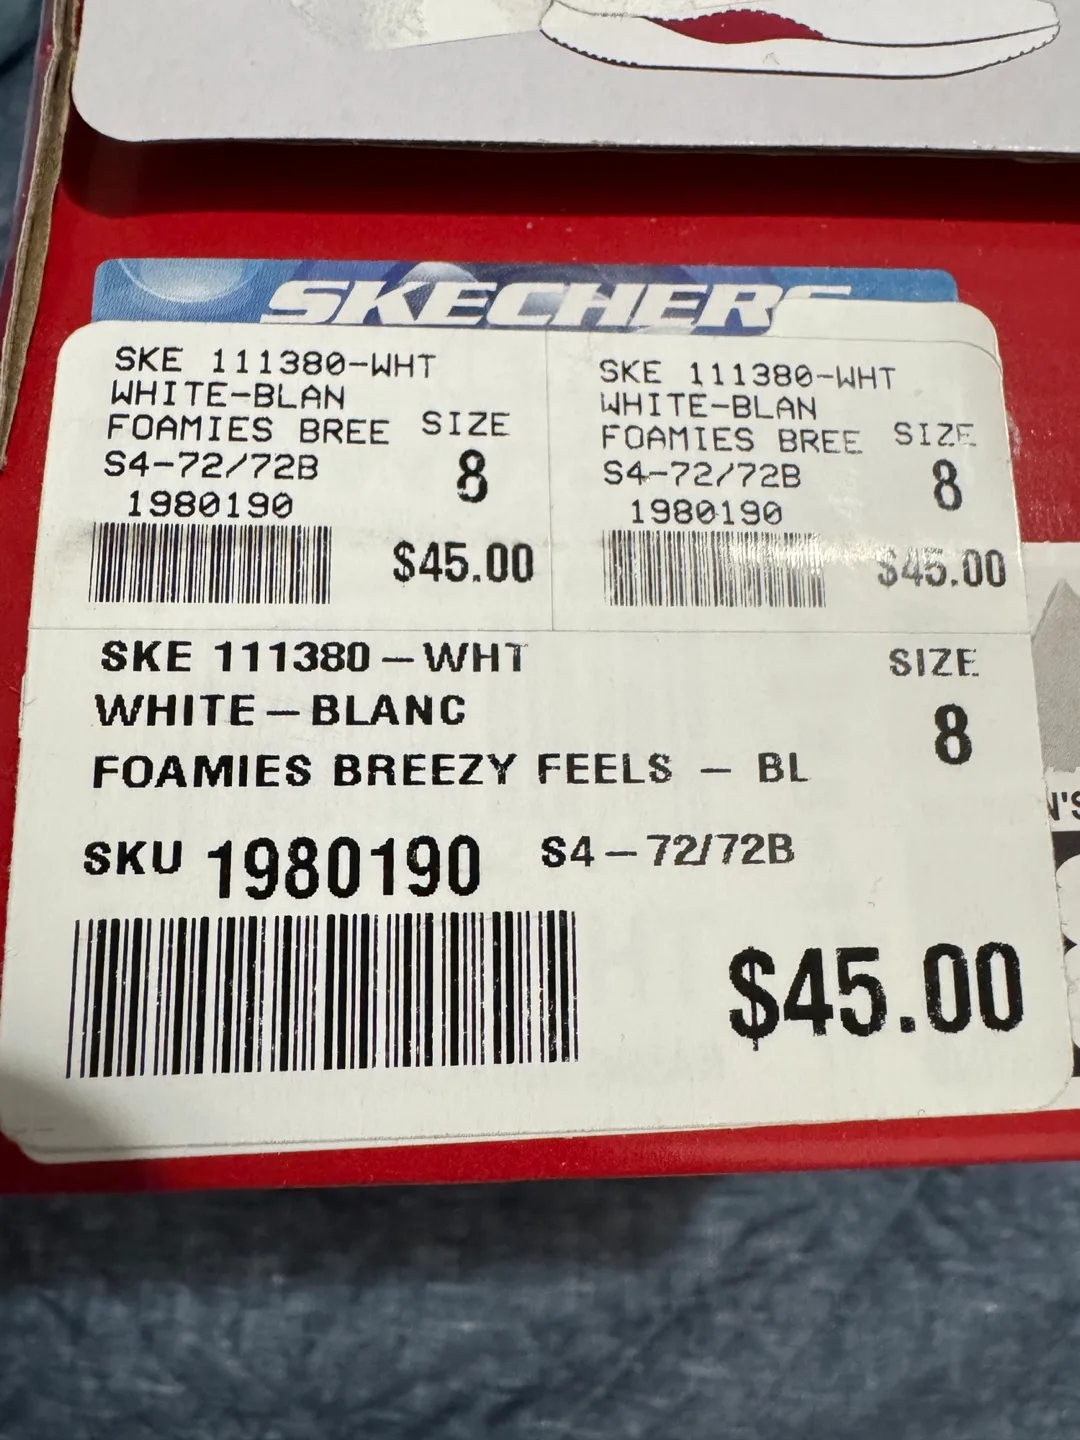 SKECHERS
SKE 111380-WHT
WHITE-BLAN
FOAMIES BREE SIZE
S4-72/72B 8
1980190
$45.00
SKE 111380-WHT
WHITE-BLAN
FOAMIES BREE SIZE
S4-72/72B 8
1980190
$45.00
SKE 111380-WHT SIZE
WHITE-BLANC 8
FOAMIES BREEZY FEELS - BL
SKU 1980190 S4-72/72B
$45.00
N'S